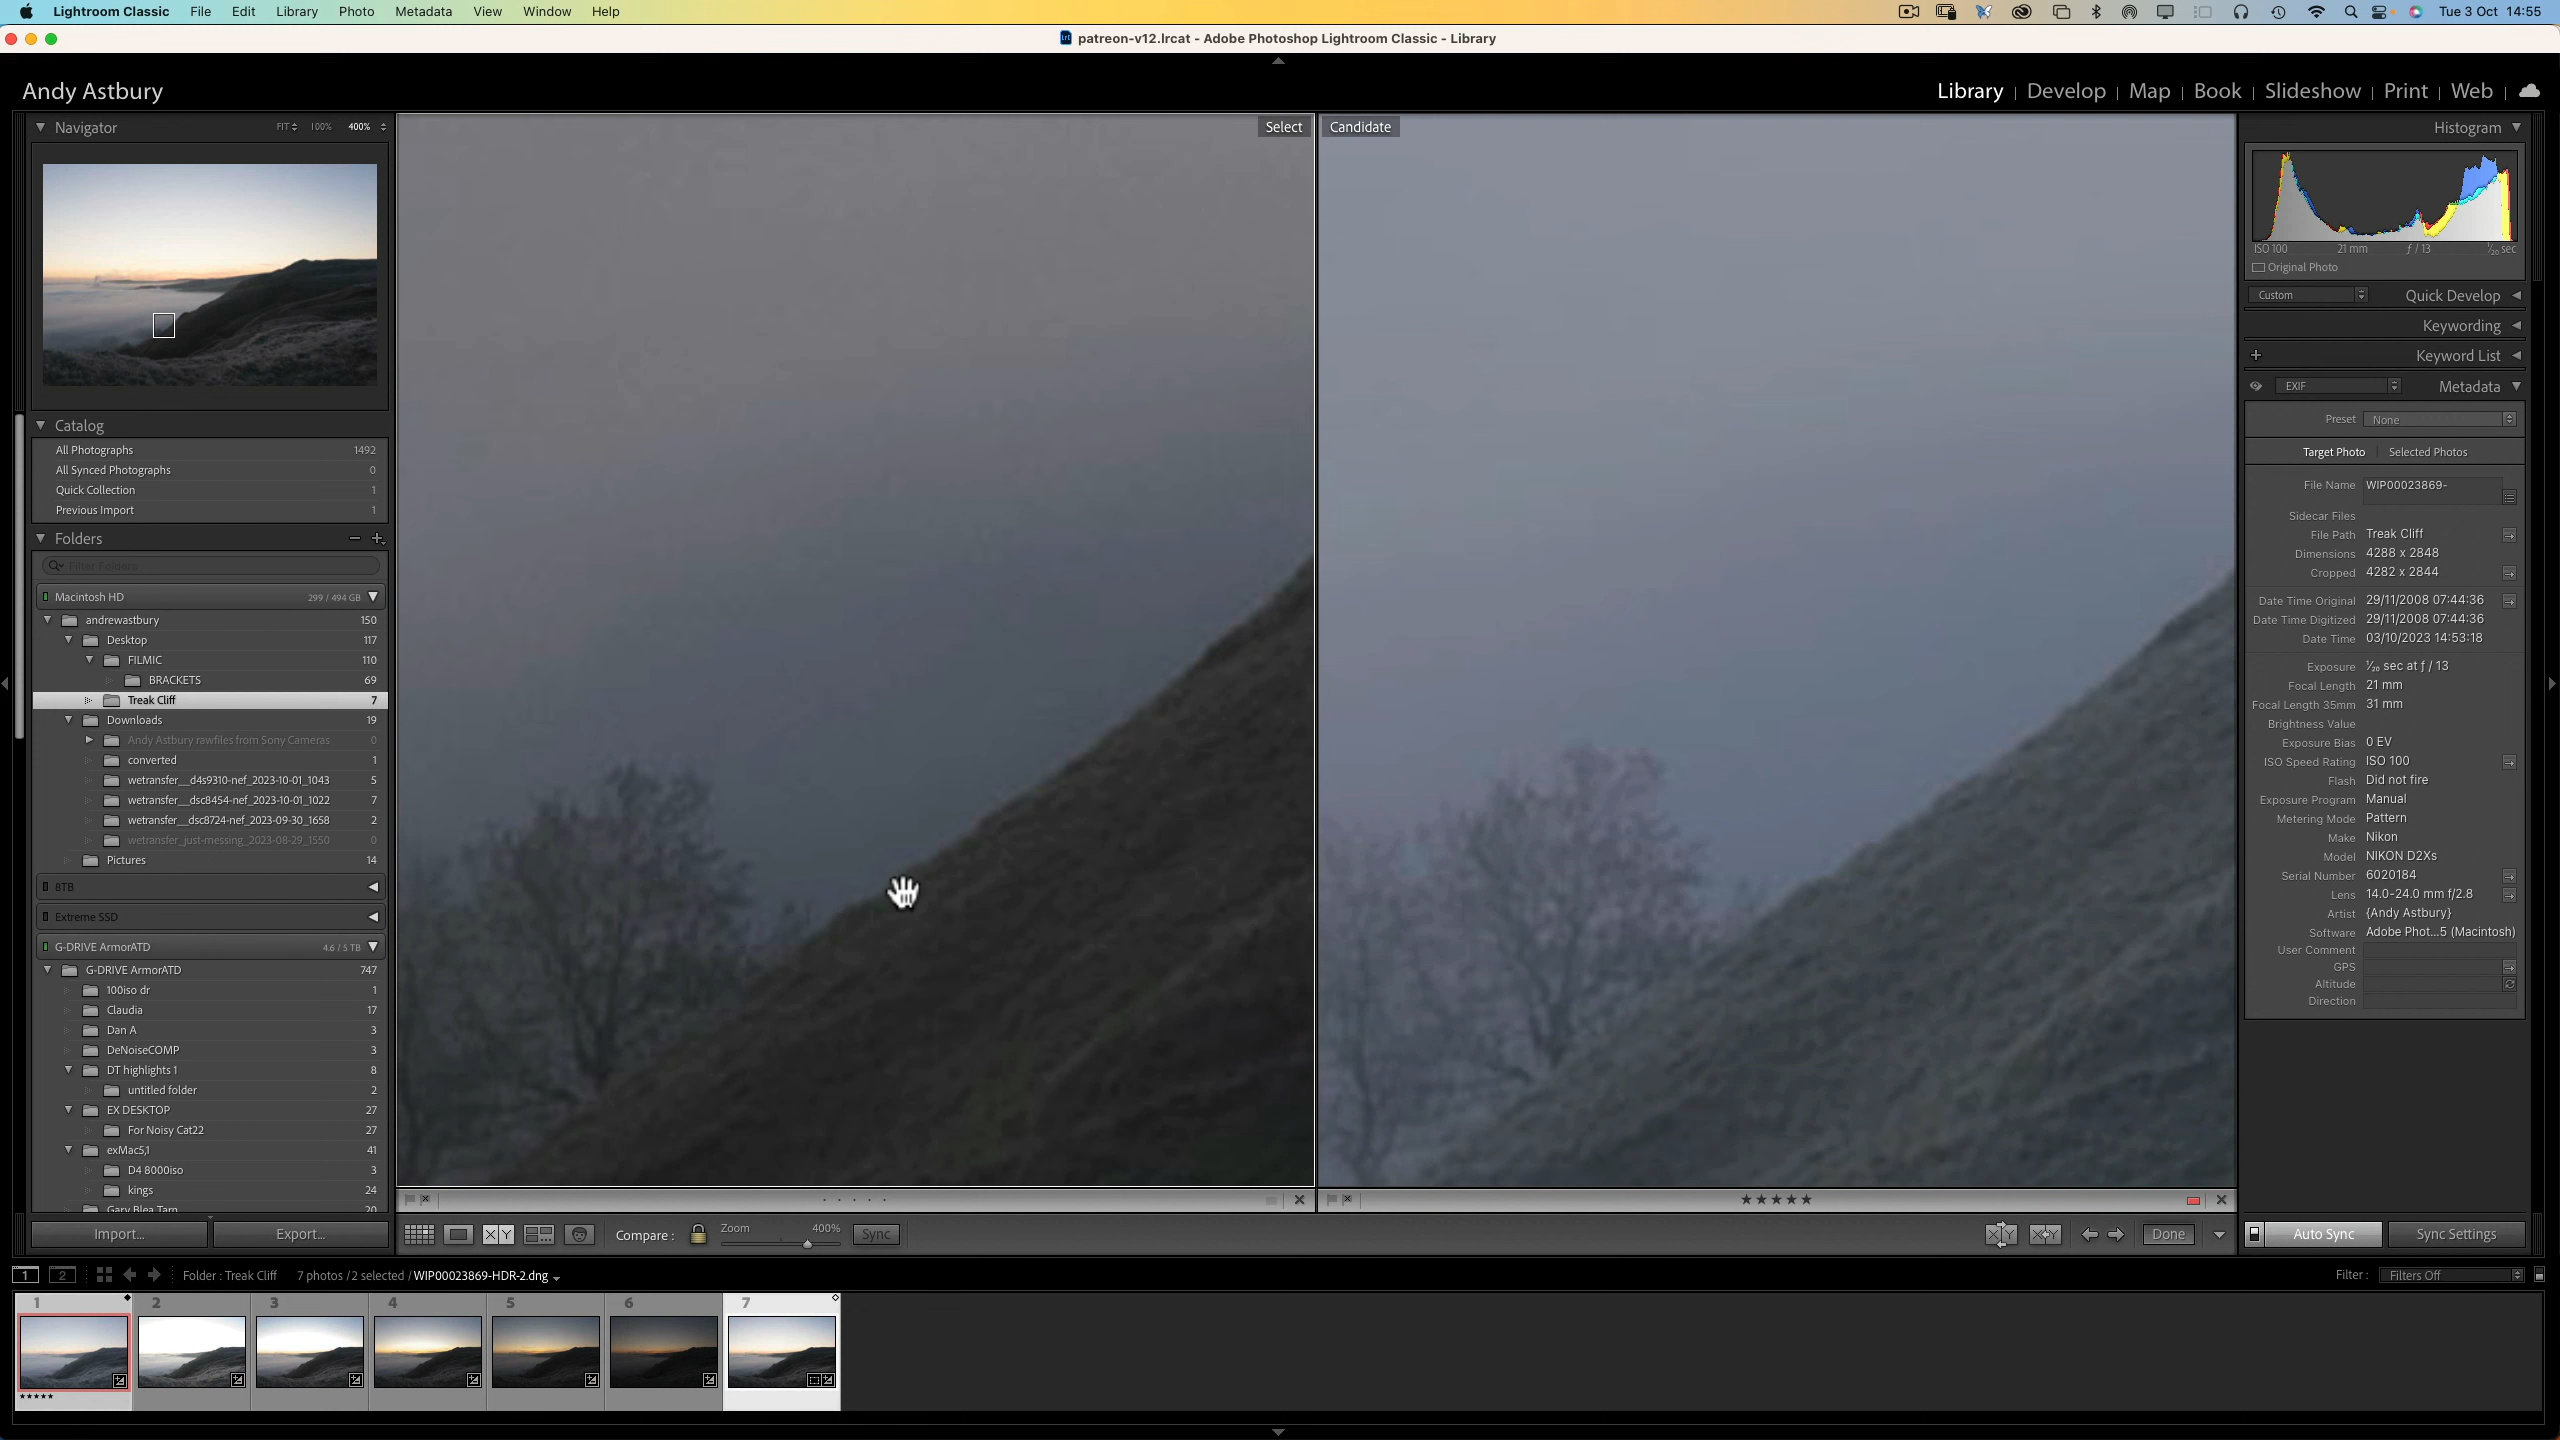 Lightroom Classic File Edit Library Photo Metadata View Window Help Tue 3 Oct 14:55
patreon-v12.lrcat - Adobe Photoshop Lightroom Classic - Library
Andy Astbury
Library | Develop | Map | Book | Slideshow | Print | Web |
Navigator FIT 100% 400%
Select
Candidate
Catalog
All Photographs 1492
All Synced Photographs 0
Quick Collection 1
Previous Import 1
Folders
Filter Folders
Macintosh HD 299 / 494 GB
andrewastbury 150
Desktop 117
FILMIC 110
BRACKETS 69
Treak Cliff 7
Downloads 19
Andy Astbury rawfiles from Sony Cameras 0
converted 1
wetransfer__d4s9310-nef_2023-10-01_1043 5
wetransfer__dsc8454-nef_2023-10-01_1022 7
wetransfer__dsc8724-nef_2023-09-30_1658 2
wetransfer_just-messing_2023-08-29_1550 0
Pictures 14
8TB
Extreme SSD
G-DRIVE ArmorATD 4.6 / 5 TB
G-DRIVE ArmorATD 747
100iso dr 1
Claudia 17
Dan A 3
DeNoiseCOMP 3
DT highlights 1 8
untitled folder 2
EX DESKTOP 27
For Noisy Cat22 27
exMac5,1 41
D4 8000iso 3
kings 24
Gary Blea Tarn 20
Import... Export...
Compare : Zoom 400% Sync
XY XY Done
Histogram
ISO 100 21 mm ƒ / 13 1/20 sec
Original Photo
Custom Quick Develop
Keywording
Keyword List
EXIF Metadata
Preset None
Target Photo | Selected Photos
File Name WIP00023869-
Sidecar Files
File Path Treak Cliff
Dimensions 4288 x 2848
Cropped 4282 x 2844
Date Time Original 29/11/2008 07:44:36
Date Time Digitized 29/11/2008 07:44:36
Date Time 03/10/2023 14:53:18
Exposure 1/20 sec at ƒ / 13
Focal Length 21 mm
Focal Length 35mm 31 mm
Brightness Value
Exposure Bias 0 EV
ISO Speed Rating ISO 100
Flash Did not fire
Exposure Program Manual
Metering Mode Pattern
Make Nikon
Model NIKON D2Xs
Serial Number 6020184
Lens 14.0-24.0 mm f/2.8
Artist {Andy Astbury}
Software Adobe Phot...5 (Macintosh)
User Comment
GPS
Altitude
Direction
Auto Sync Sync Settings
1 2 Folder : Treak Cliff 7 photos / 2 selected / WIP00023869-HDR-2.dng Filter : Filters Off
1 2 3 4 5 6 7